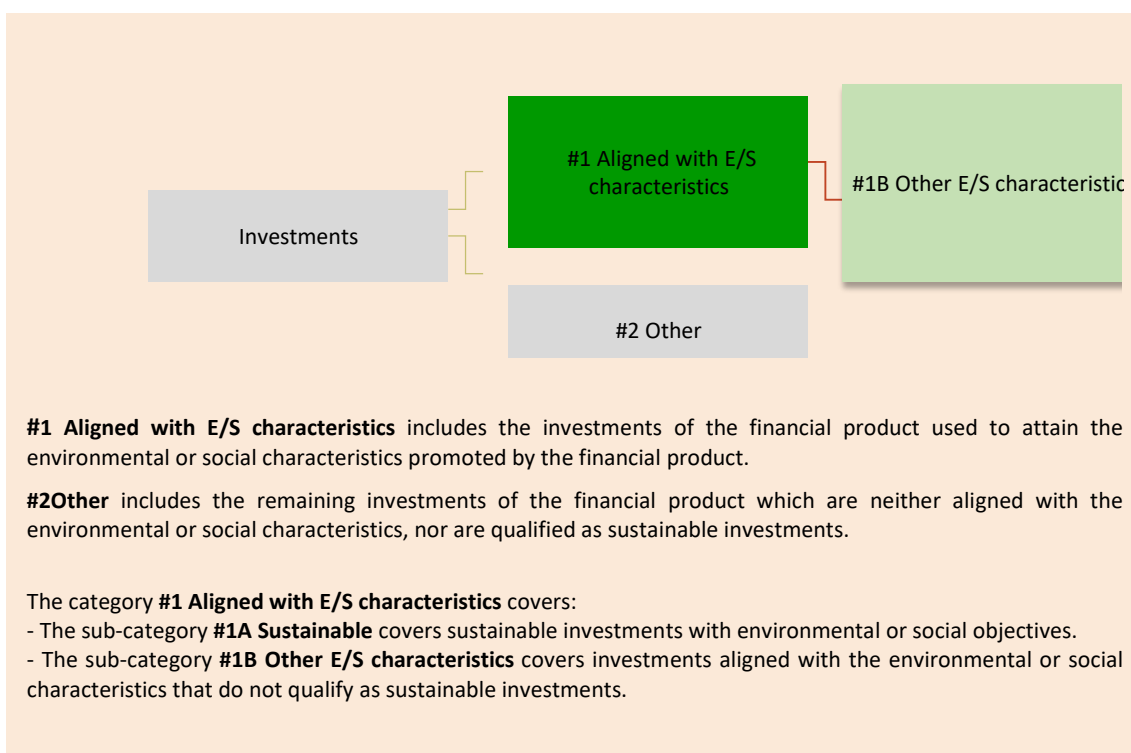 #1 Aligned with E/S
characteristics
#1B Other E/S characteristic
Investments
#2 Other
#1 Aligned with E/S characteristics includes the investments of the financial product used to attain the
environmental or social characteristics promoted by the financial product.
#2Other includes the remaining investments of the financial product which are neither aligned with the
environmental or social characteristics, nor are qualified as sustainable investments.
The category #1 Aligned with E/S characteristics covers:
- The sub-category #1A Sustainable covers sustainable investments with environmental or social objectives.
- The sub-category #1B Other E/S characteristics covers investments aligned with the environmental or social
characteristics that do not qualify as sustainable investments.